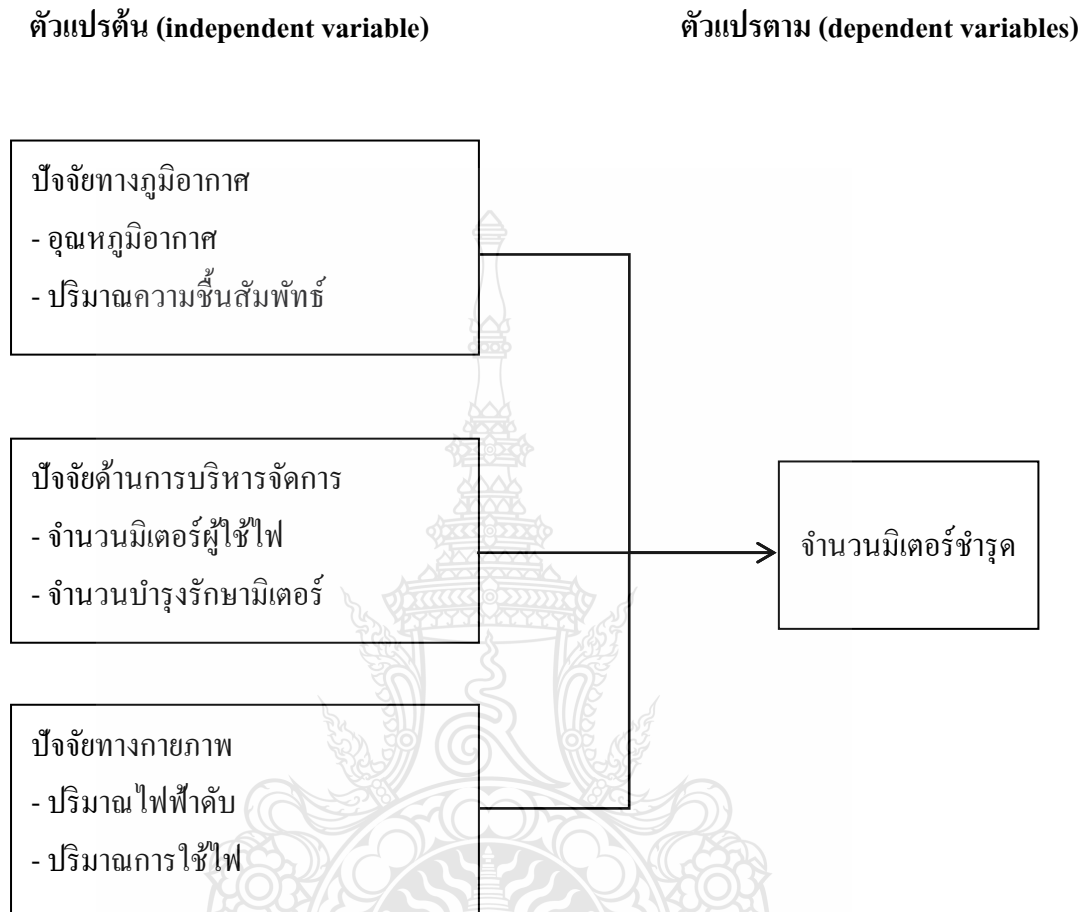 ตัวแปรต้น (independent variable)
ตัวแปรตาม (dependent variables)
ปัจจัยทางภูมิอากาศ
- อุณหภูมิอากาศ
- ปริมาณความชื้นสัมพัทธ์
ปัจจัยด้านการบริหารจัดการ
- จำนวนมิเตอร์ผู้ใช้ไฟ
- จำนวนบำรุงรักษามิเตอร์
จำนวนมิเตอร์ชำรุด
ปัจจัยทางกายภาพ
- ปริมาณไฟฟ้าดับ
- ปริมาณการใช้ไฟ